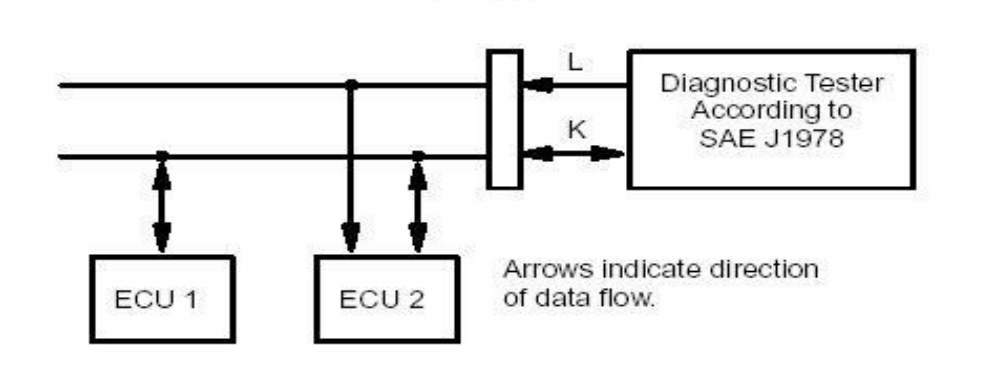 L
Diagnostic Tester
According to
SAE J1978
K
ECU 1
ECU 2
Arrows indicate direction
of data flow.